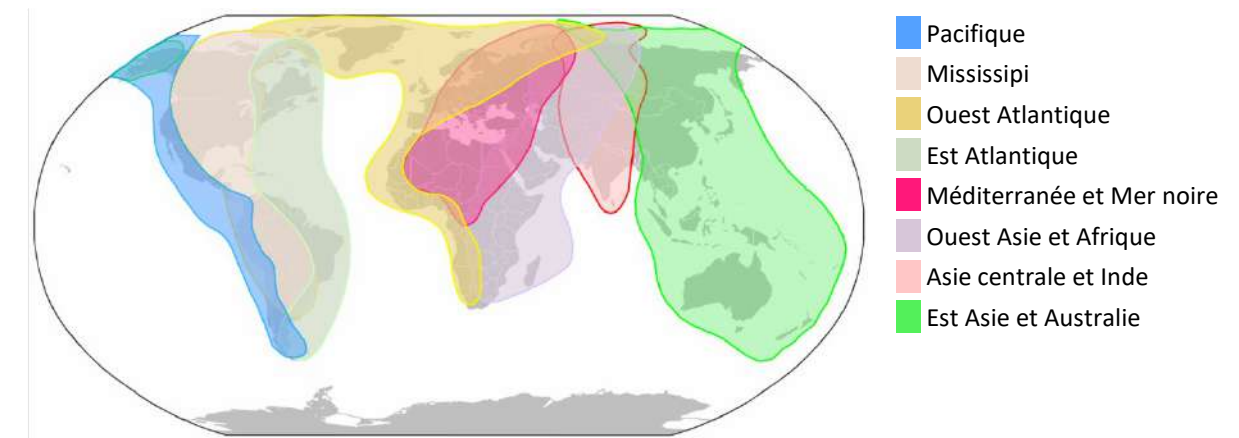 Pacifique
Mississipi
Ouest Atlantique
Est Atlantique
Méditerranée et Mer noire
Ouest Asie et Afrique
Asie centrale et Inde
Est Asie et Australie